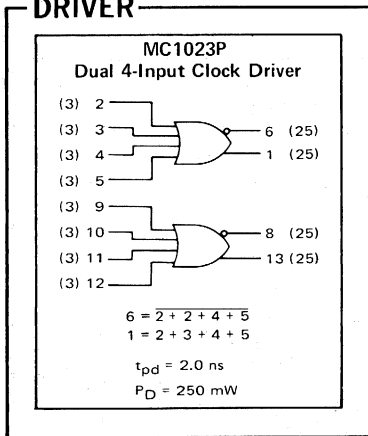 DRIVER
MC1023P
Dual 4-Input Clock Driver
(3) 2
(3) 3
(3) 4
(3) 5
6 (25)
1 (25)
(3) 9
(3) 10
(3) 11
(3) 12
8 (25)
13 (25)
6 = 2 + 2 + 4 + 5
1 = 2 + 3 + 4 + 5
tpd = 2.0 ns
PD = 250 mW